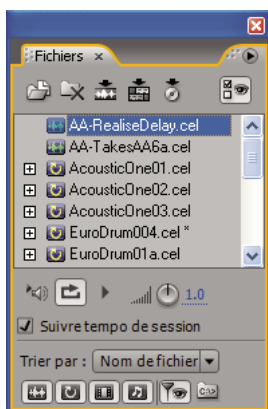 Fichiers ×
AA-RealiseDelay.cel
AA-TakesAA6a.cel
AcousticOne01.cel
AcousticOne02.cel
AcousticOne03.cel
EuroDrum004.cel *
EuroDrum01a.cel
1.0
Suivre tempo de session
Trier par : Nom de fichier